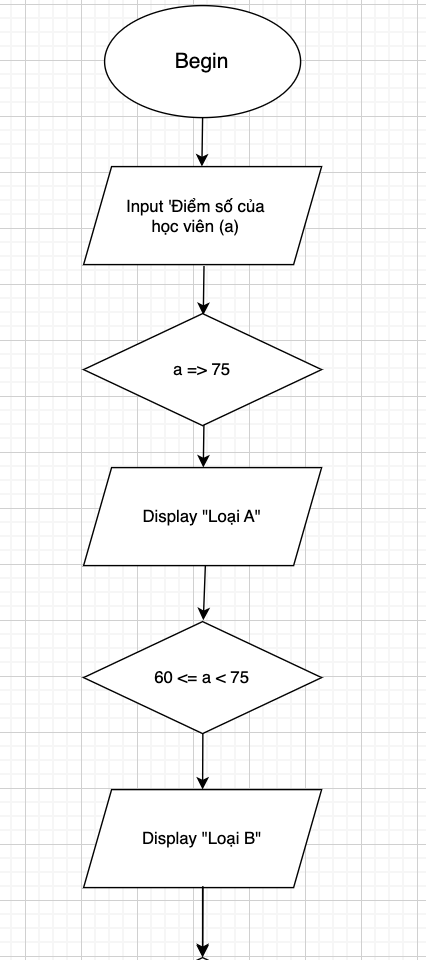 Begin
Input 'Điểm số của
học viên (a)
a => 75
Display "Loại A"
60 <= a < 75
Display "Loại B"